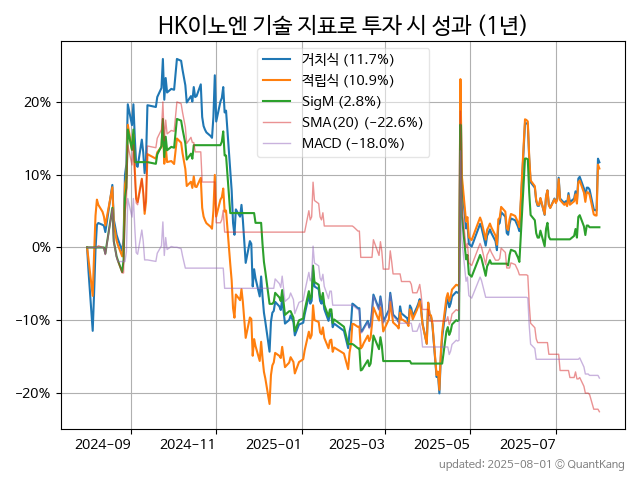 HK이노엔 기술 지표로 투자 시 성과 (1년)
거치식 (11.7%)
적립식 (10.9%)
SigM (2.8%)
SMA(20) (−22.6%)
MACD (−18.0%)
20%
10%
0%
−10%
−20%
2024−09
2024−11
2025−01
2025−03
2025−05
2025−07
updated: 2025-08-01 © QuantKang